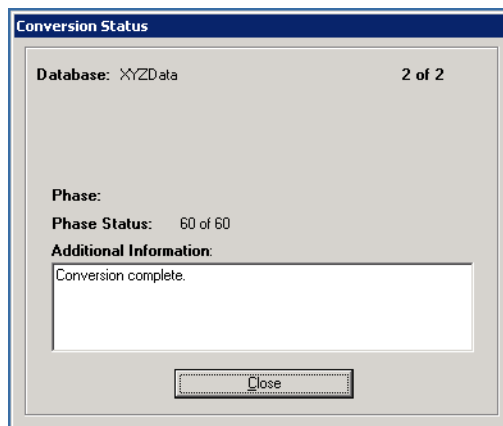 Conversion Status
Database: XYZData 2 of 2
Phase:
Phase Status: 60 of 60
Additional Information:
Conversion complete.
Close